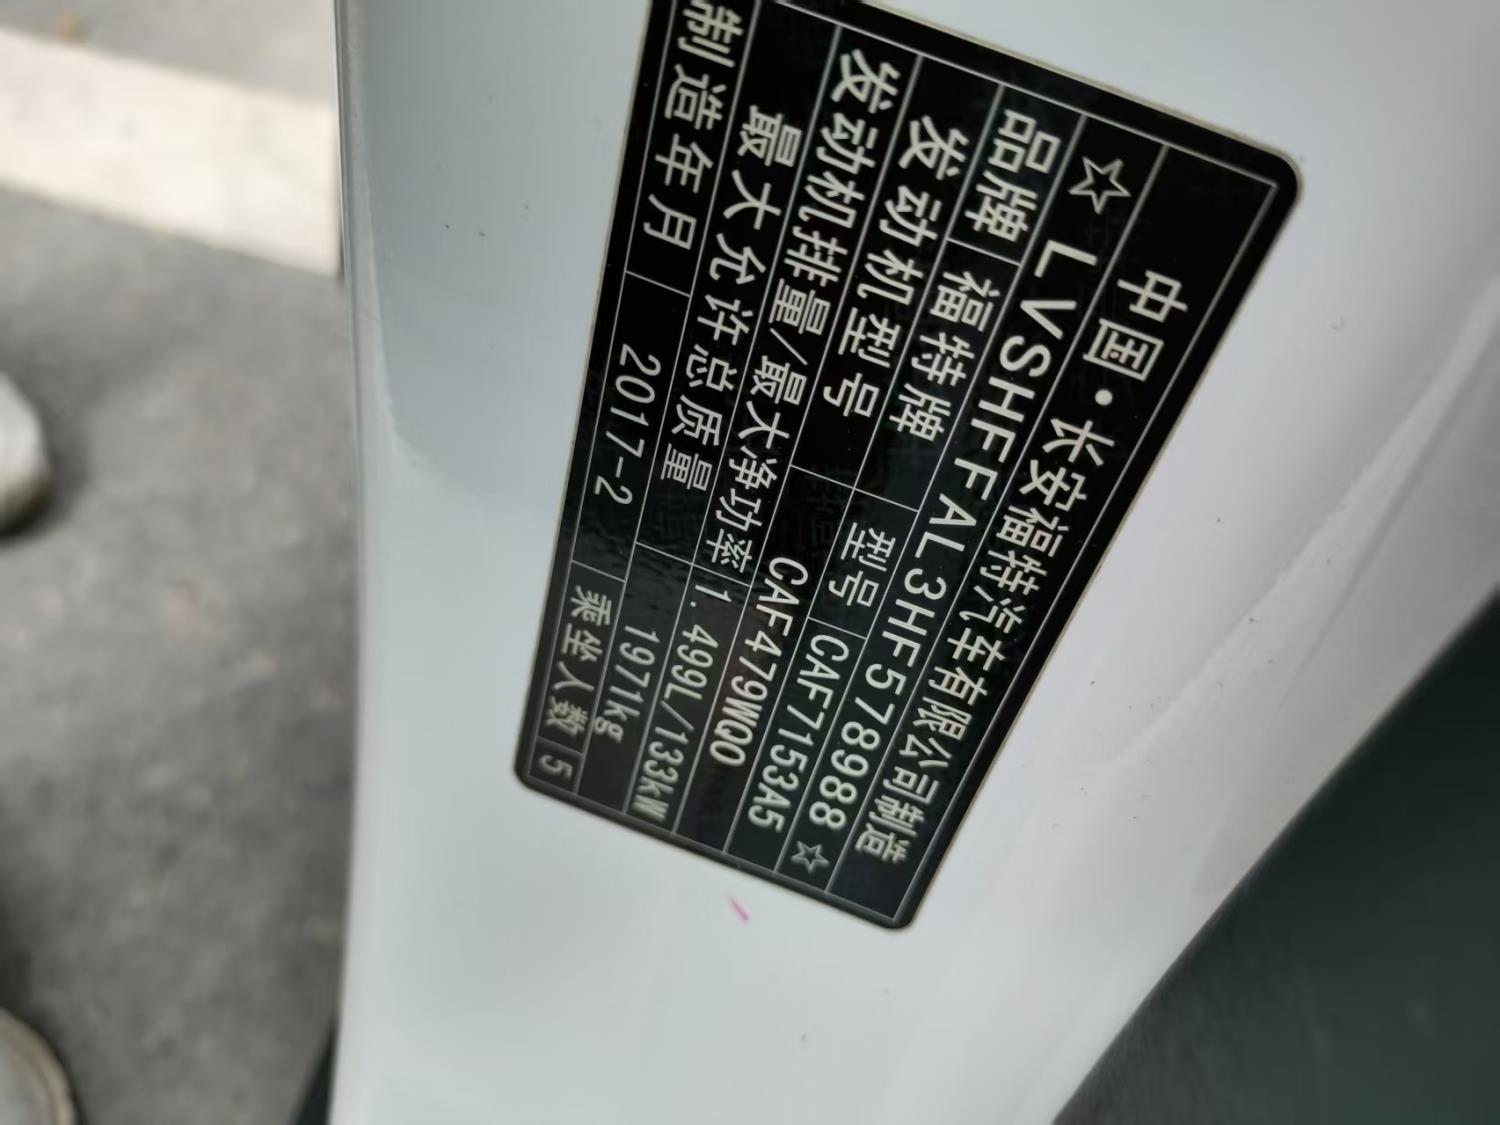 中国·长安福特汽车有限公司制造
☆LVSHFFAL3HF578988☆
品牌 福特牌 型号 CAF7153A5
发动机型号 CAF479WQ0
发动机排量/最大净功率 1.499L/133kW
最大允许总质量 1971kg
制造年月 2017-2 乘坐人数 5